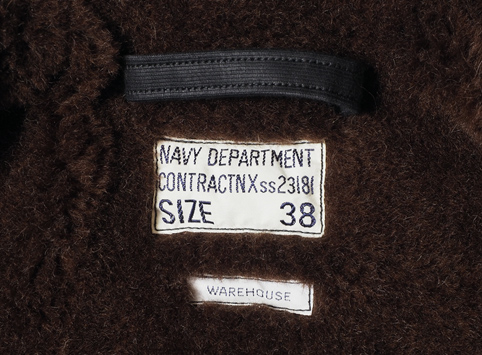 NAVY DEPARTMENT
CONTRACTNXss23181
SIZE 38
WAREHOUSE